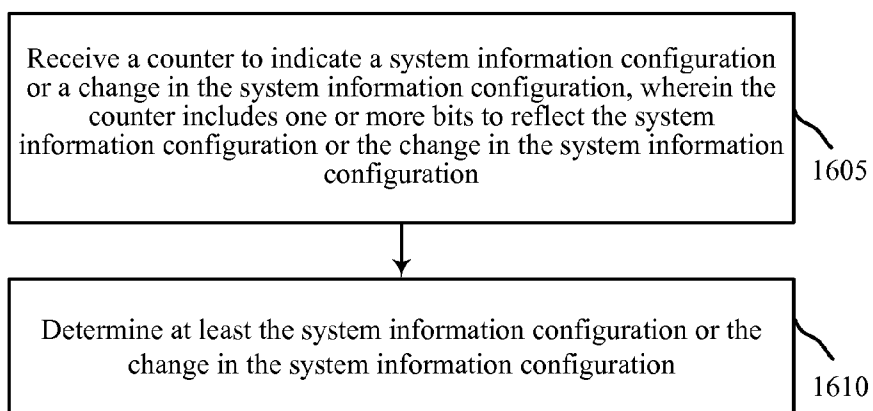 Receive a counter to indicate a system information configuration
or a change in the system information configuration, wherein the
counter includes one or more bits to reflect the system
information configuration or the change in the system information
configuration
1605
Determine at least the system information configuration or the
change in the system information configuration
1610